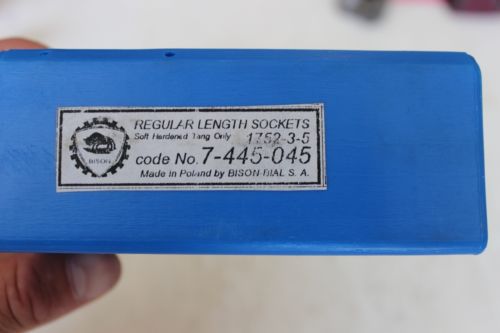 REGULAR LENGTH SOCKETS
Soft Hardened Tang Only 1752-3-5
code No. 7-445-045
Made in Poland by BISON-BIAL S. A.
BISON